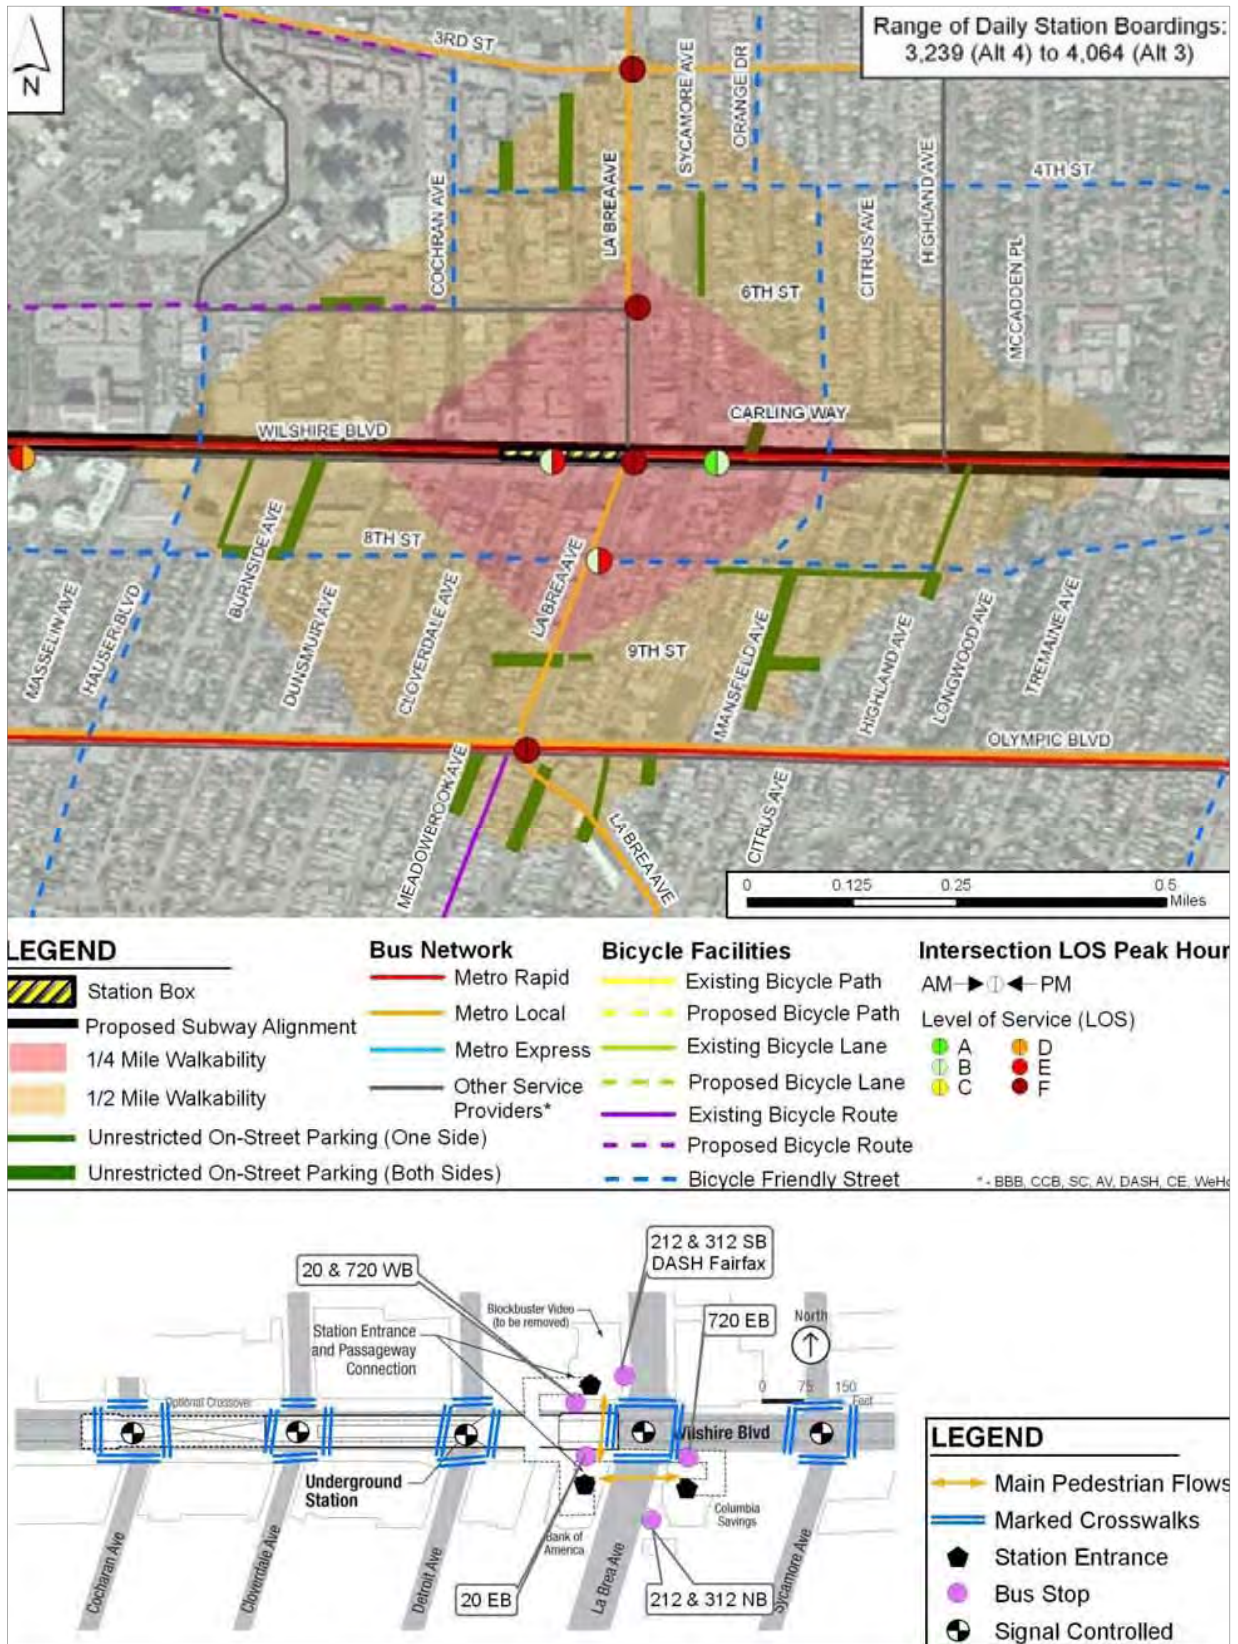 Range of Daily Station Boardings:
3,239 (Alt 4) to 4,064 (Alt 3)
N
3RD ST
SYCAMORE AVE
ORANGE DR
COCHRAN AVE
LA BREA AVE
4TH ST
CITRUS AVE
HIGHLAND AVE
MCCADDEN PL
6TH ST
CARLING WAY
WILSHIRE BLVD
8TH ST
BURNSIDE AVE
MASSELIN AVE
HAUSER BLVD
DUNSMUIR AVE
CLOVERDALE AVE
LA BREA AVE
9TH ST
MANSFIELD AVE
HIGHLAND AVE
LONGWOOD AVE
TREMAINE AVE
OLYMPIC BLVD
MEADOWBROOK AVE
LA BREA AVE
CITRUS AVE
0 0.125 0.25 0.5
Miles
LEGEND
Station Box
Proposed Subway Alignment
1/4 Mile Walkability
1/2 Mile Walkability
Unrestricted On-Street Parking (One Side)
Unrestricted On-Street Parking (Both Sides)
Bus Network
Metro Rapid
Metro Local
Metro Express
Other Service
Providers*
Bicycle Facilities
Existing Bicycle Path
Proposed Bicycle Path
Existing Bicycle Lane
Proposed Bicycle Lane
Existing Bicycle Route
Proposed Bicycle Route
Bicycle Friendly Street
Intersection LOS Peak Hour
AM PM
Level of Service (LOS)
A D
B E
C F
* - BBB, CCB, SC, AV, DASH, CE, WeHo
212 & 312 SB
DASH Fairfax
20 & 720 WB
Blockbuster Video
(to be removed)
720 EB
North
Station Entrance
and Passageway
Connection
0 75 150
Feet
Optional Crossover
Wilshire Blvd
Underground
Station
Columbia
Savings
Bank of
America
Cocharan Ave
Cloverdale Ave
Detroit Ave
La Brea Ave
Sycamore Ave
20 EB
212 & 312 NB
LEGEND
Main Pedestrian Flows
Marked Crosswalks
Station Entrance
Bus Stop
Signal Controlled